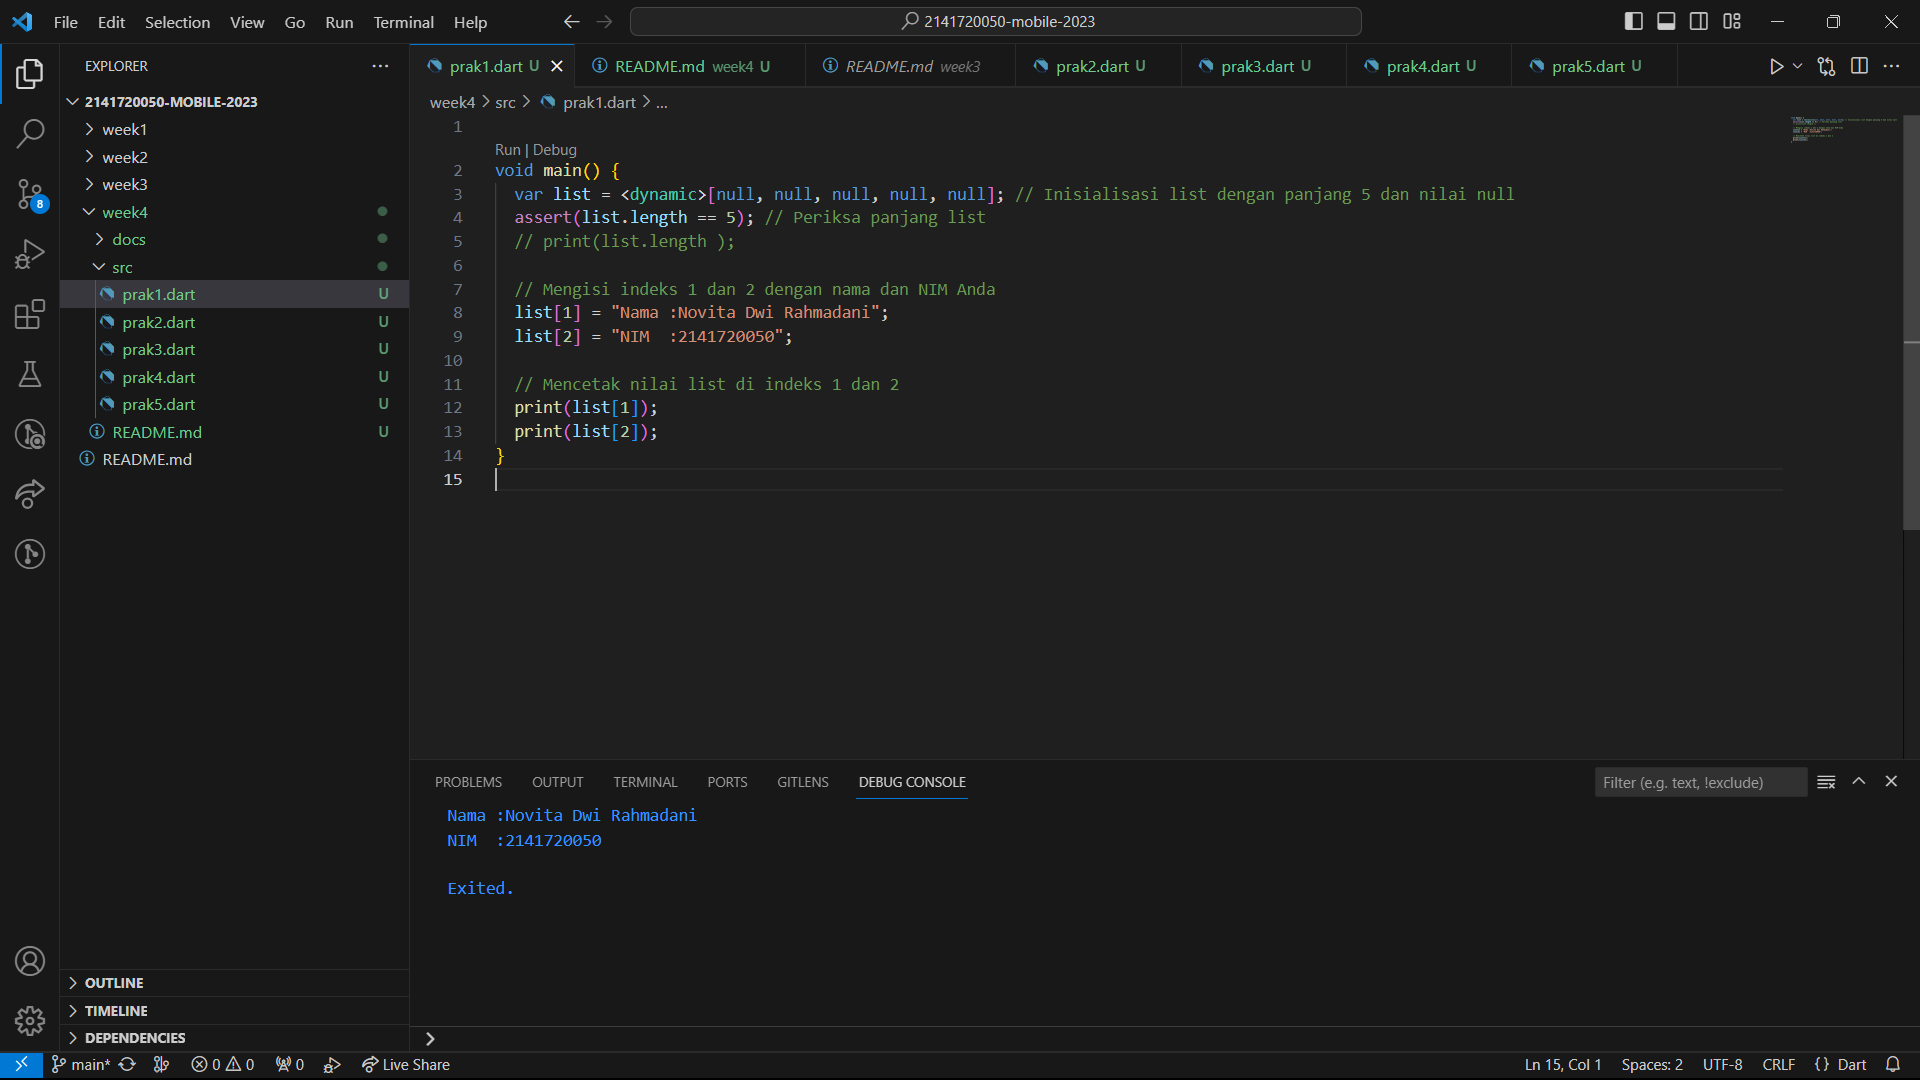 File Edit Selection View Go Run Terminal Help
2141720050-mobile-2023
EXPLORER
2141720050-MOBILE-2023
week1
week2
week3
week4
docs
src
prak1.dart U
prak2.dart U
prak3.dart U
prak4.dart U
prak5.dart U
README.md U
README.md
OUTLINE
TIMELINE
DEPENDENCIES
8
prak1.dart U README.md week4 U README.md week3 prak2.dart U prak3.dart U prak4.dart U prak5.dart U
week4 > src > prak1.dart > ...
1
Run | Debug
2 void main() {
3 var list = <dynamic>[null, null, null, null, null]; // Inisialisasi list dengan panjang 5 dan nilai null
4 assert(list.length == 5); // Periksa panjang list
5 // print(list.length );
6
7 // Mengisi indeks 1 dan 2 dengan nama dan NIM Anda
8 list[1] = "Nama :Novita Dwi Rahmadani";
9 list[2] = "NIM  :2141720050";
10
11 // Mencetak nilai list di indeks 1 dan 2
12 print(list[1]);
13 print(list[2]);
14 }
15
PROBLEMS OUTPUT TERMINAL PORTS GITLENS DEBUG CONSOLE
Filter (e.g. text, !exclude)
Nama :Novita Dwi Rahmadani
NIM  :2141720050
Exited.
main* 0 0 0 Live Share
Ln 15, Col 1 Spaces: 2 UTF-8 CRLF {} Dart